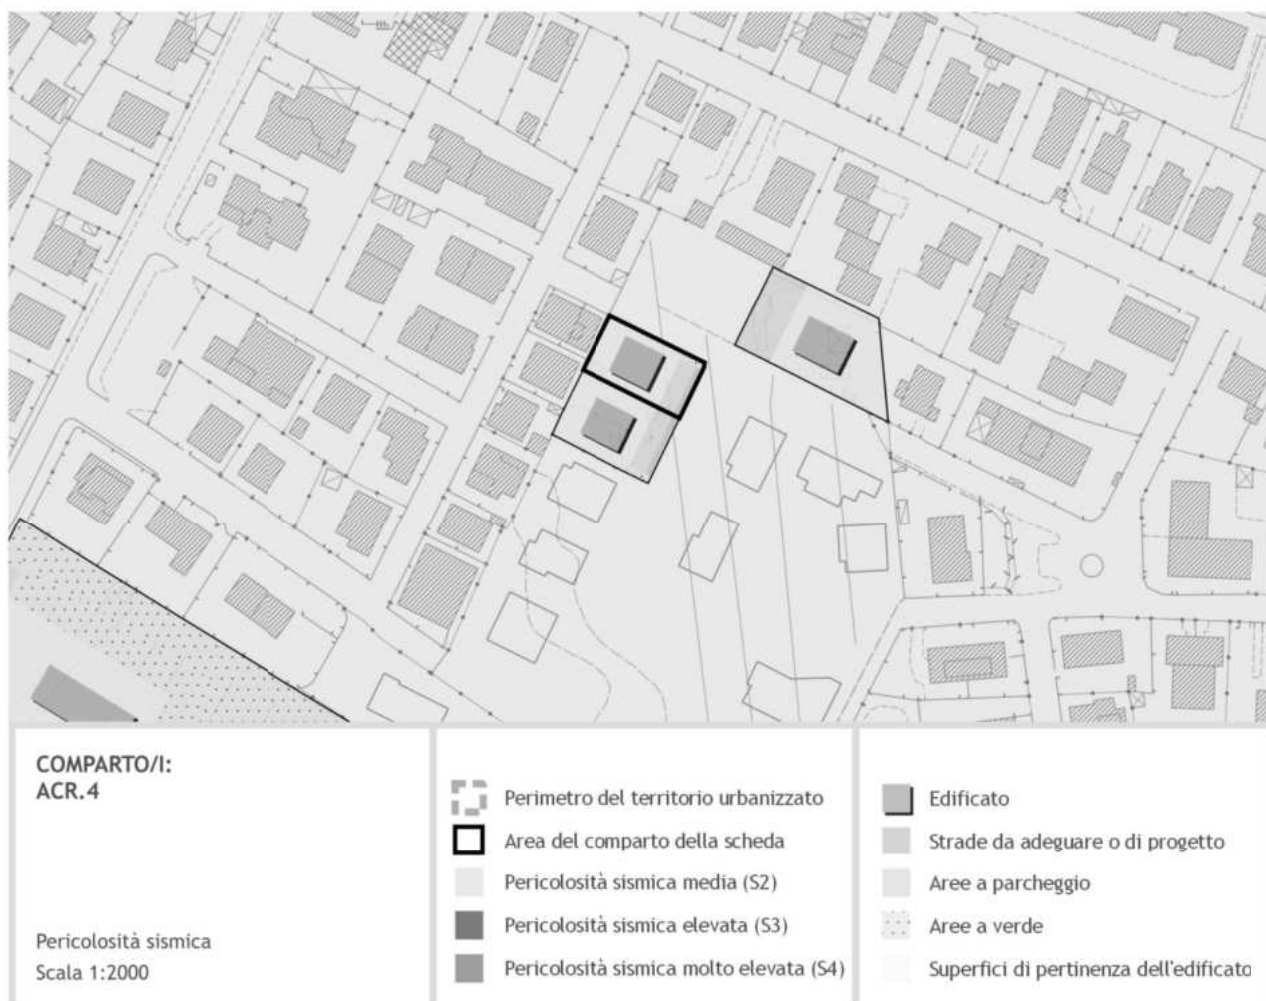 COMPARTO/I:
ACR.4
Pericolosità sismica
Scala 1:2000
Perimetro del territorio urbanizzato
Area del comparto della scheda
Pericolosità sismica media (S2)
Pericolosità sismica elevata (S3)
Pericolosità sismica molto elevata (S4)
Edificato
Strade da adeguare o di progetto
Aree a parcheggio
Aree a verde
Superfici di pertinenza dell'edificato